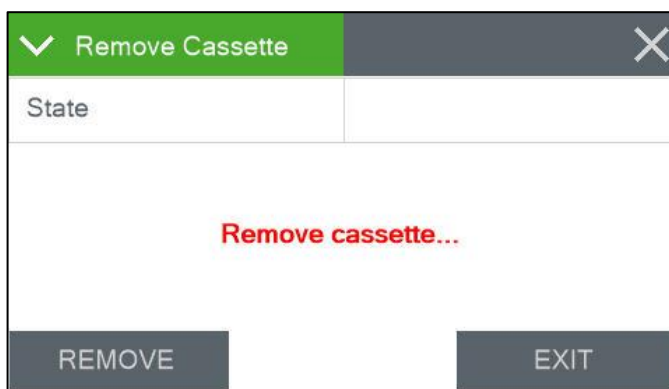 Remove Cassette
State
Remove cassette...
REMOVE
EXIT